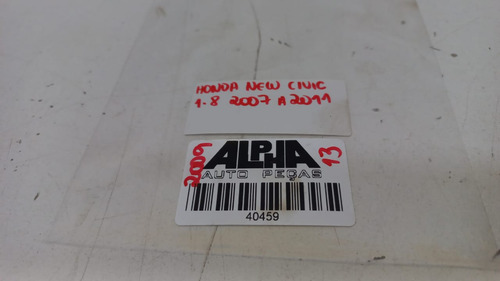 HONDA NEW CIVIC
1.8 2007 A 2011
2009
ALPHA
13
AUTO PEÇAS
40459